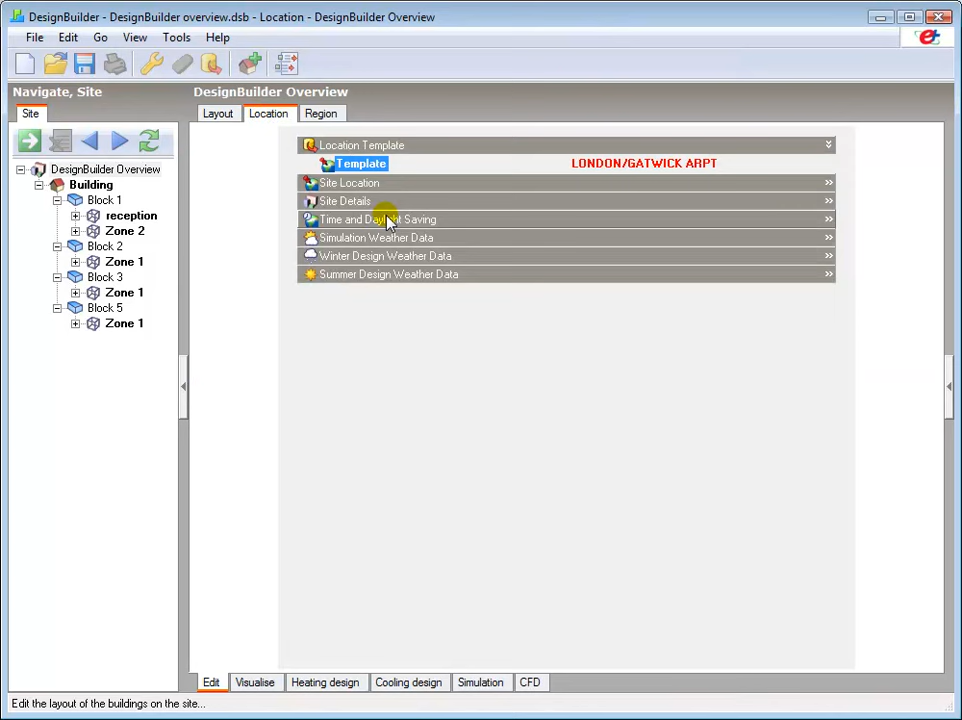 DesignBuilder - DesignBuilder overview.dsb - Location - DesignBuilder Overview
File Edit Go View Tools Help
Navigate, Site
DesignBuilder Overview
Site
Layout Location Region
DesignBuilder Overview
Building
Block 1
reception
Zone 2
Block 2
Zone 1
Block 3
Zone 1
Block 5
Zone 1
Location Template
Template LONDON/GATWICK ARPT
Site Location
Site Details
Time and Daylight Saving
Simulation Weather Data
Winter Design Weather Data
Summer Design Weather Data
Edit Visualise Heating design Cooling design Simulation CFD
Edit the layout of the buildings on the site...